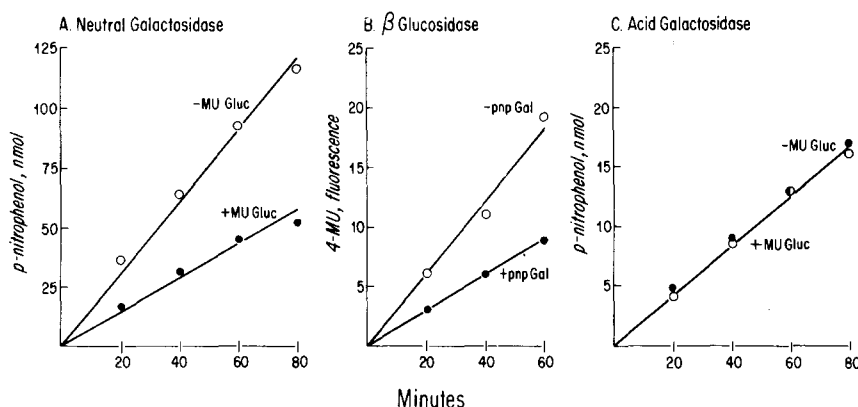 A. Neutral Galactosidase
125
100
75
50
25
p-nitrophenol, nmol
-MU Gluc
+MU Gluc
20
40
60
80
B. β Glucosidase
25
20
15
10
5
4-MU, fluorescence
-pnp Gal
+pnp Gal
20
40
60
C. Acid Galactosidase
25
20
15
10
5
p-nitrophenol, nmol
-MU Gluc
+MU Gluc
20
40
60
80
Minutes